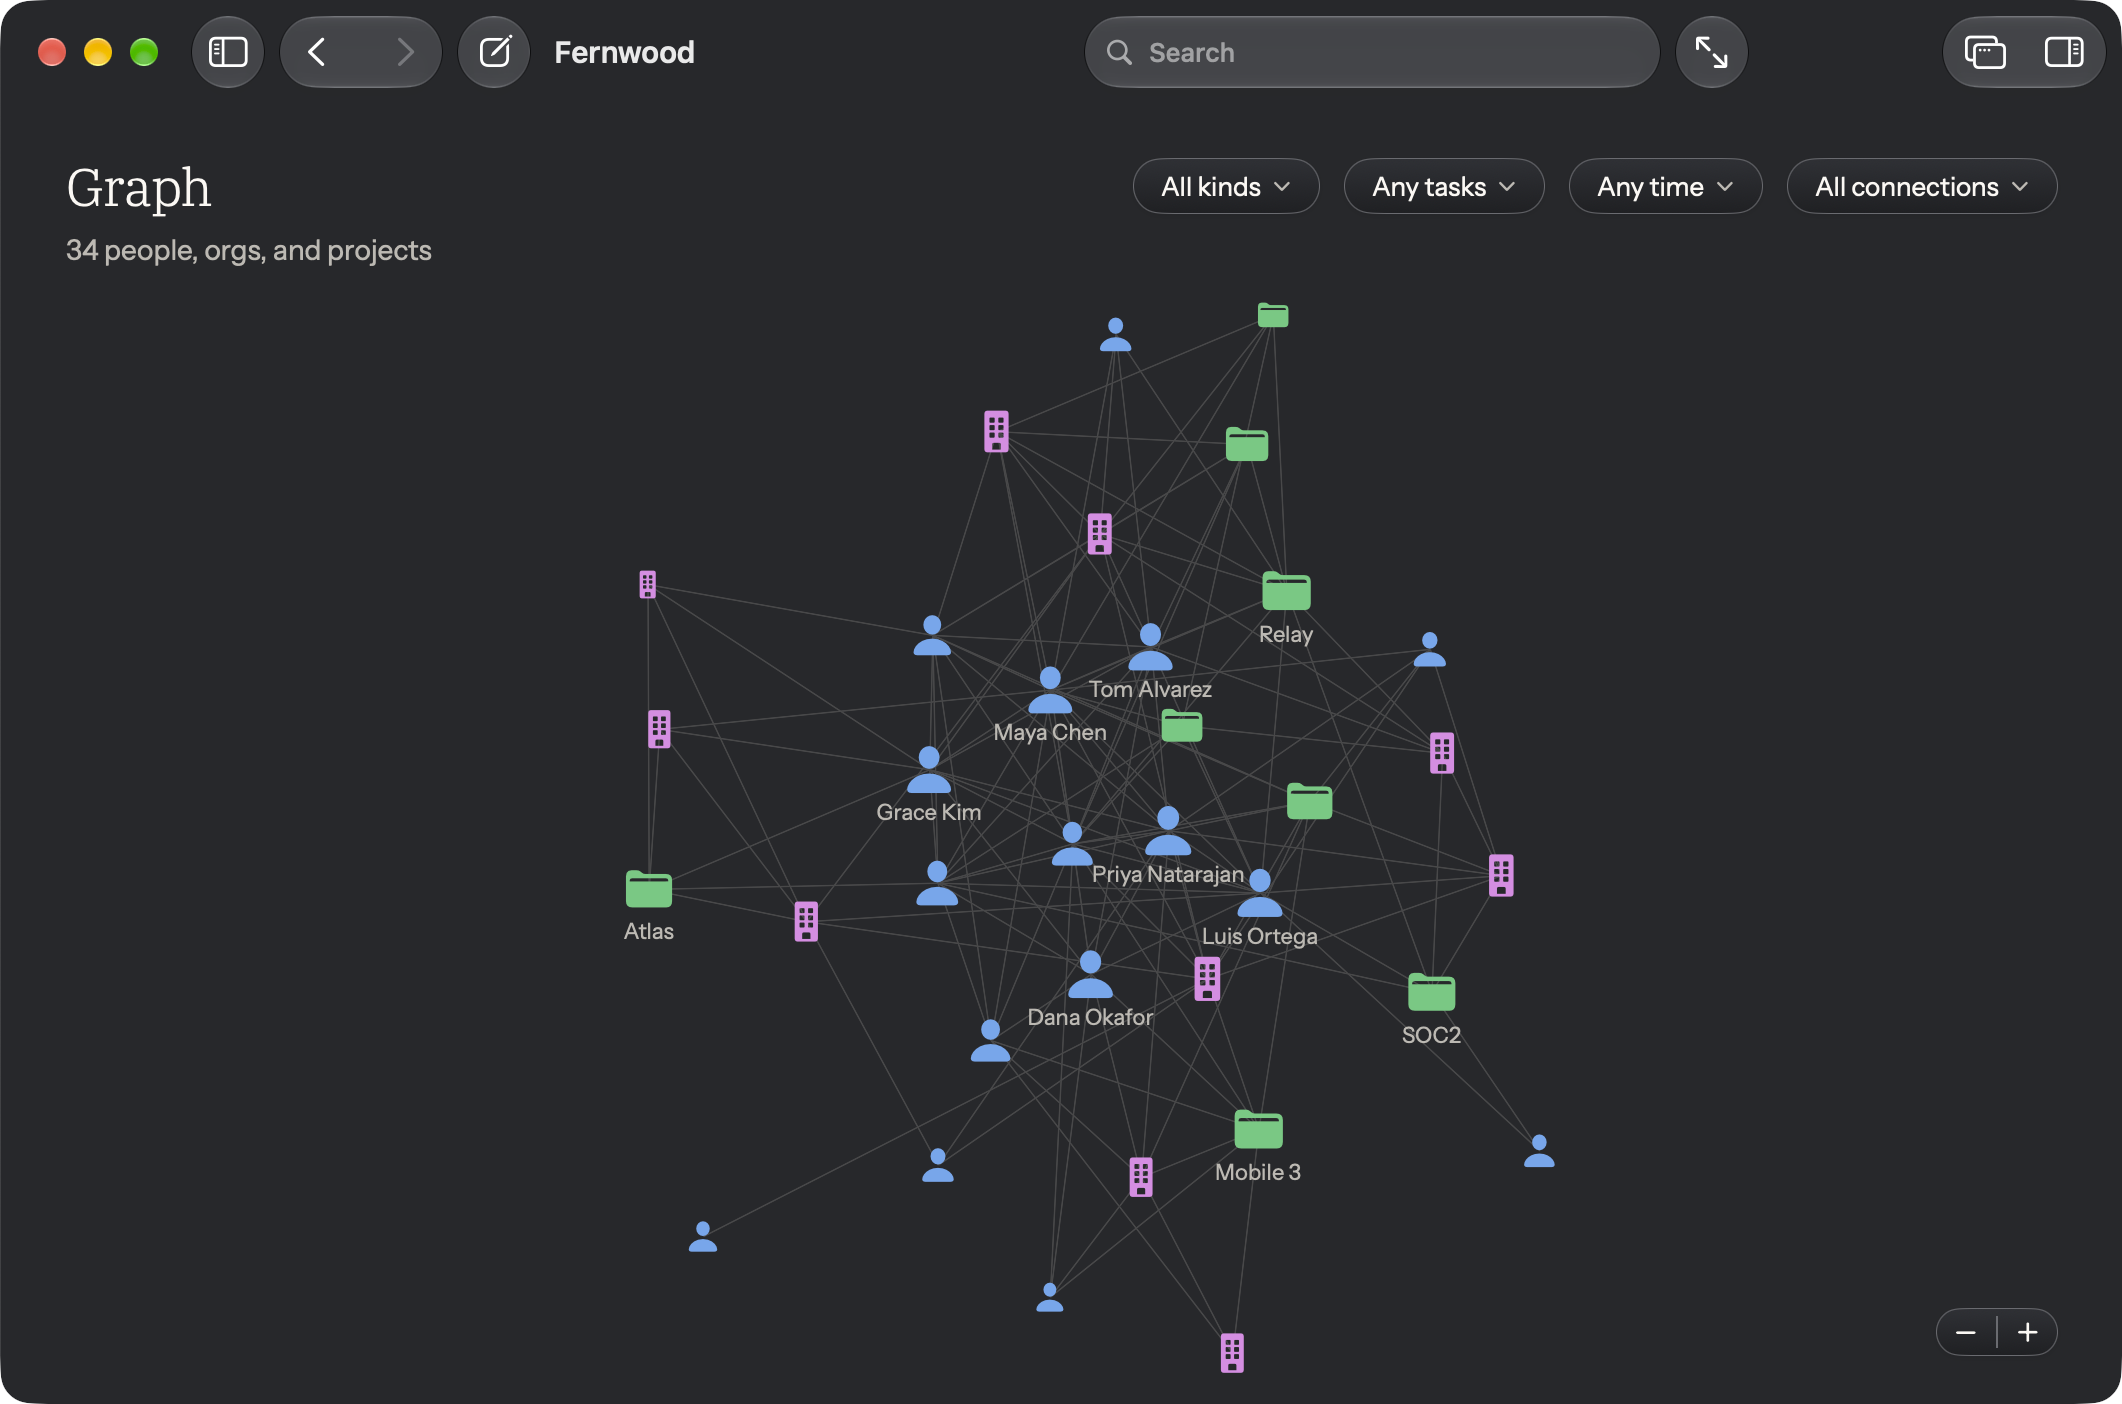 Fernwood
Search
Graph
All kinds
Any tasks
Any time
All connections
34 people, orgs, and projects
Relay
Tom Alvarez
Maya Chen
Grace Kim
Priya Natarajan
Atlas
Luis Ortega
Dana Okafor
SOC2
Mobile 3